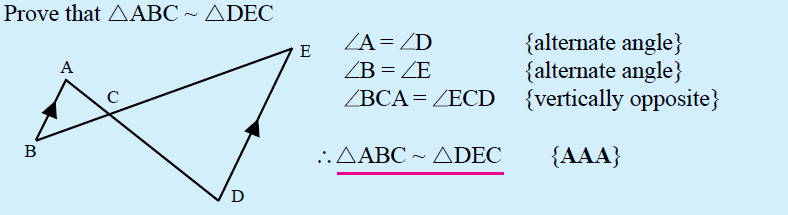 Prove that △ABC ~ △DEC
∠A = ∠D {alternate angle}
∠B = ∠E {alternate angle}
∠BCA = ∠ECD {vertically opposite}
∴ △ABC ~ △DEC {AAA}
A
B
C
D
E